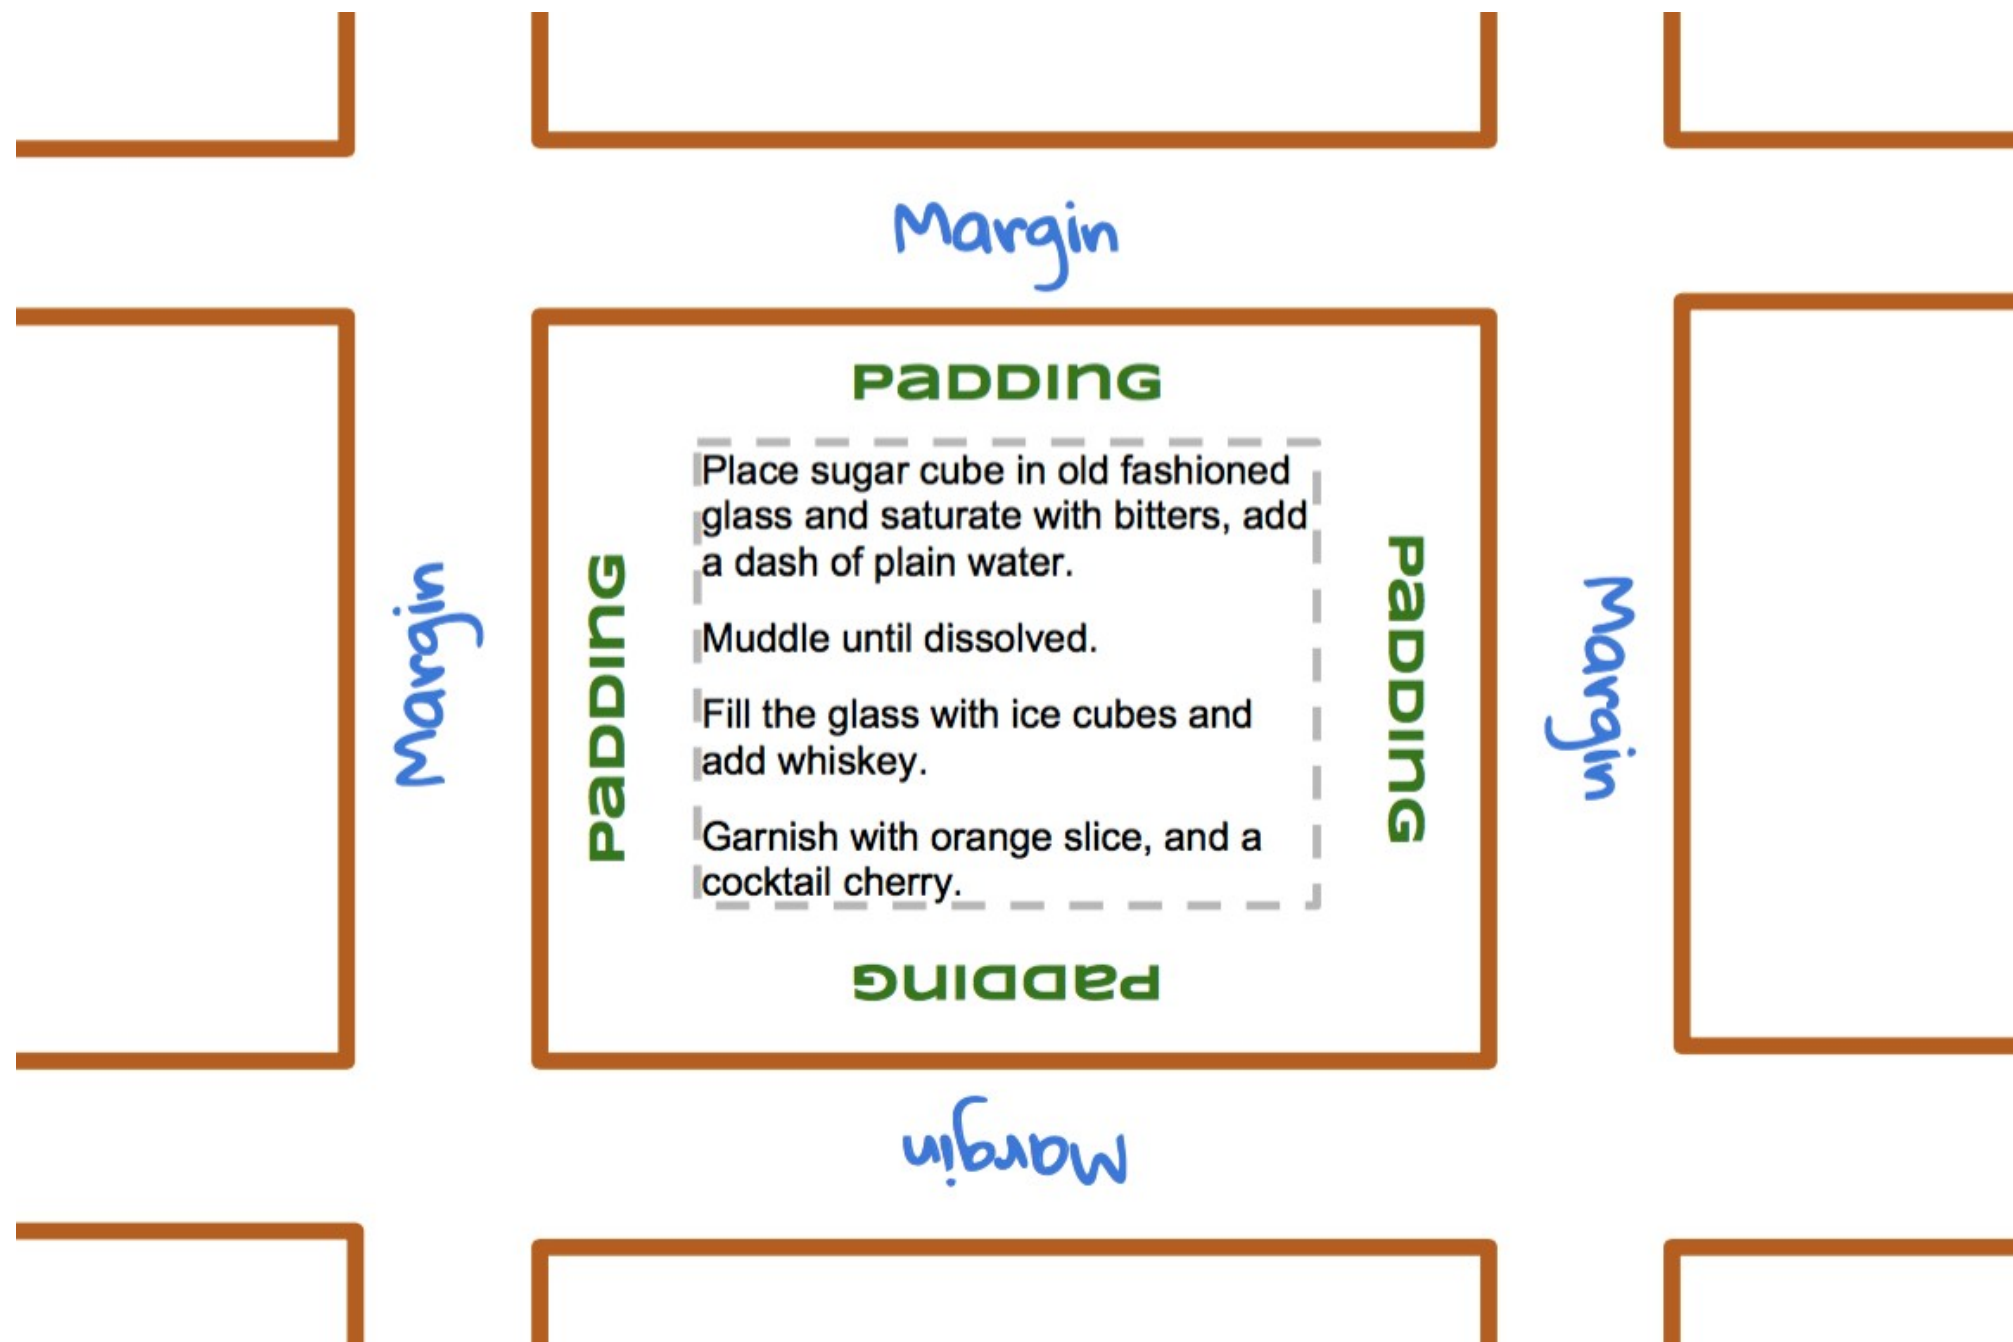 Margin
PaDDING
Place sugar cube in old fashioned
glass and saturate with bitters, add
a dash of plain water.
Muddle until dissolved.
Fill the glass with ice cubes and
add whiskey.
Garnish with orange slice, and a
cocktail cherry.
Margin
PaDDING
PaDDING
Margin
PaDDING
Margin